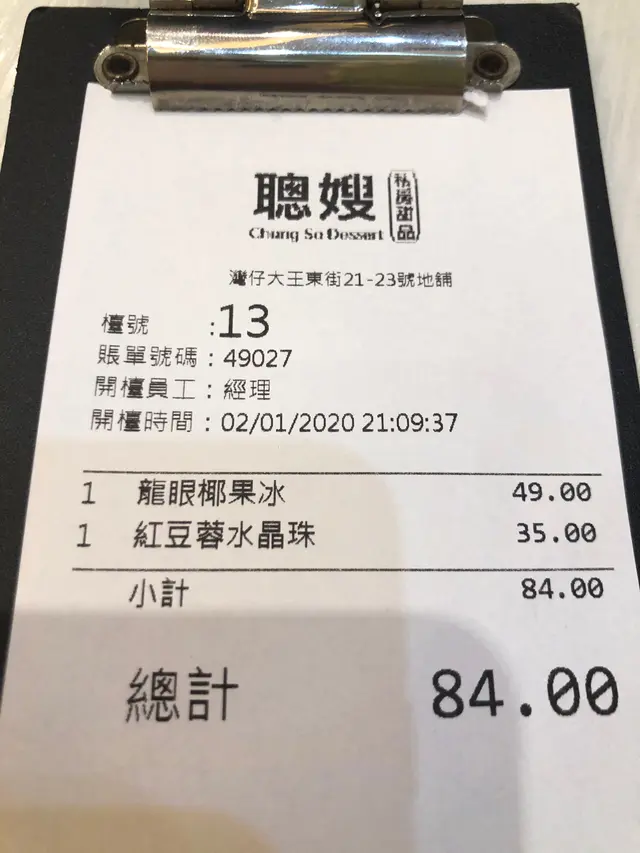 聰嫂 私房甜品
Chung So Dessert
灣仔大王東街21-23號地舖
檯號 :13
賬單號碼 : 49027
開檯員工 : 經理
開檯時間 : 02/01/2020 21:09:37
1 龍眼椰果冰 49.00
1 紅豆蓉水晶珠 35.00
小計 84.00
總計 84.00